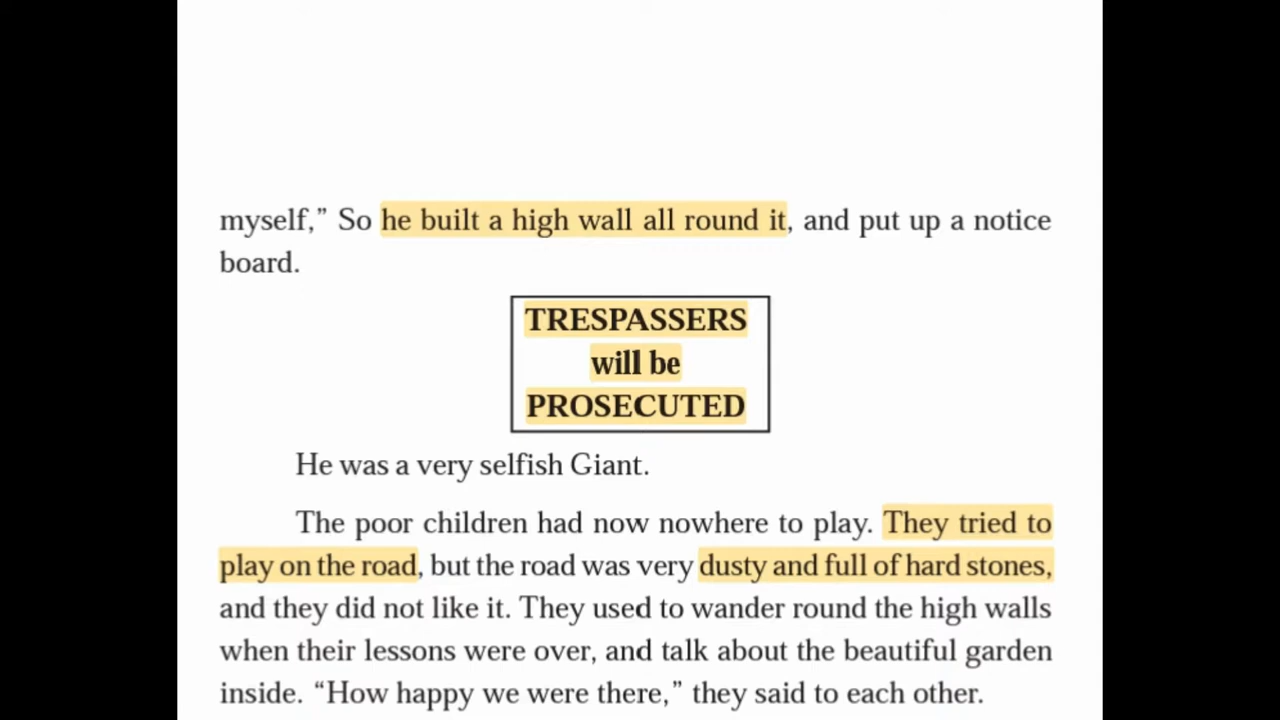 myself,” So he built a high wall all round it, and put up a notice
board.
TRESPASSERS
will be
PROSECUTED
He was a very selfish Giant.
The poor children had now nowhere to play. They tried to
play on the road, but the road was very dusty and full of hard stones,
and they did not like it. They used to wander round the high walls
when their lessons were over, and talk about the beautiful garden
inside. “How happy we were there,” they said to each other.